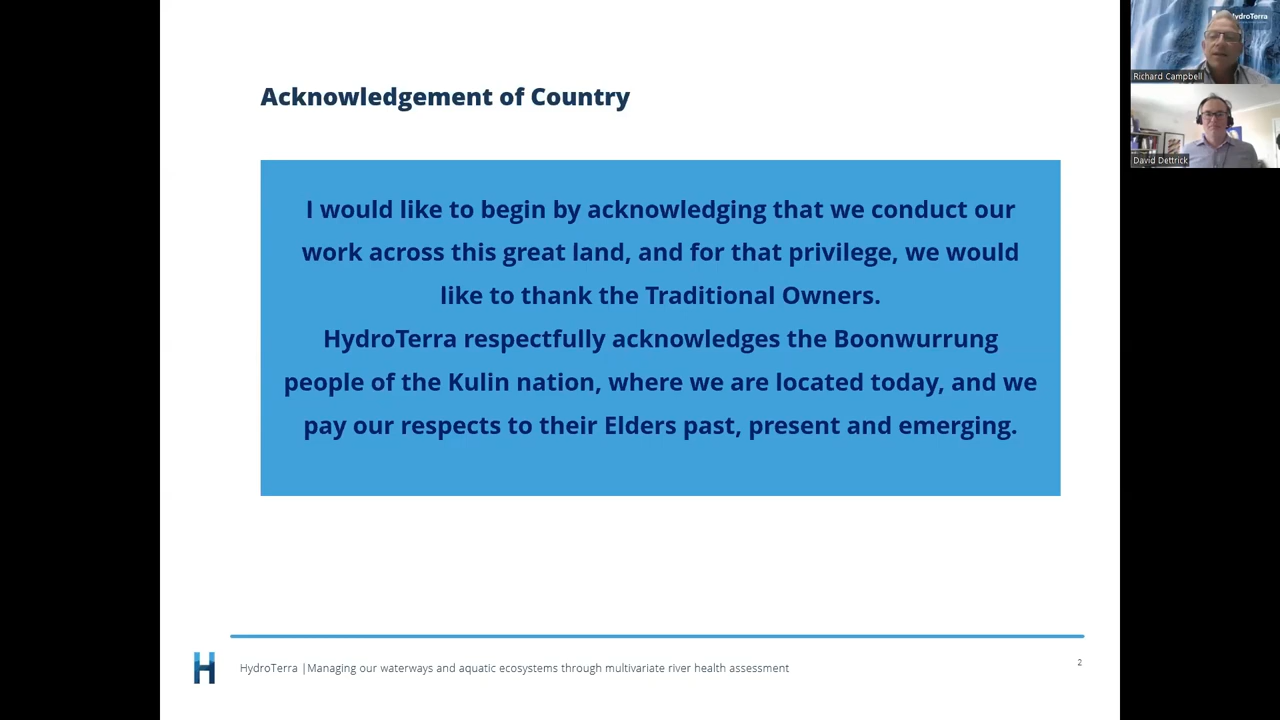 Acknowledgement of Country
I would like to begin by acknowledging that we conduct our
work across this great land, and for that privilege, we would
like to thank the Traditional Owners.
HydroTerra respectfully acknowledges the Boonwurrung
people of the Kulin nation, where we are located today, and we
pay our respects to their Elders past, present and emerging.
HydroTerra |Managing our waterways and aquatic ecosystems through multivariate river health assessment
2
HydroTerra
Richard Campbell
David Dettrick